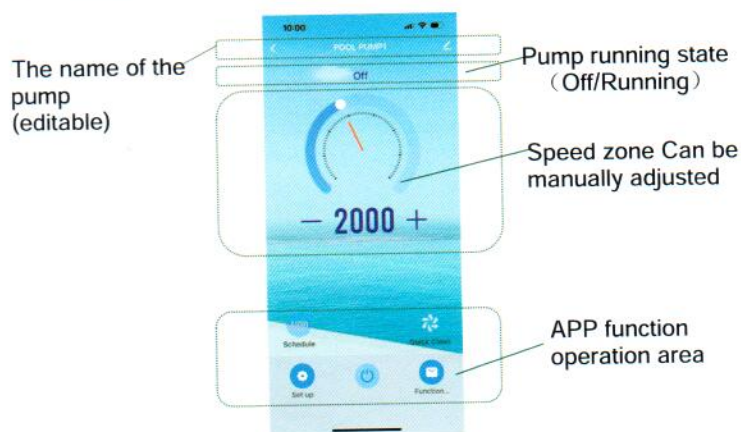 10:00
POOL PUMP1
Off
The name of the
pump
(editable)
Pump running state
（Off/Running）
Speed zone Can be
manually adjusted
— 2000 +
APP function
operation area
Schedule
Quick Clean
Set up
Function...